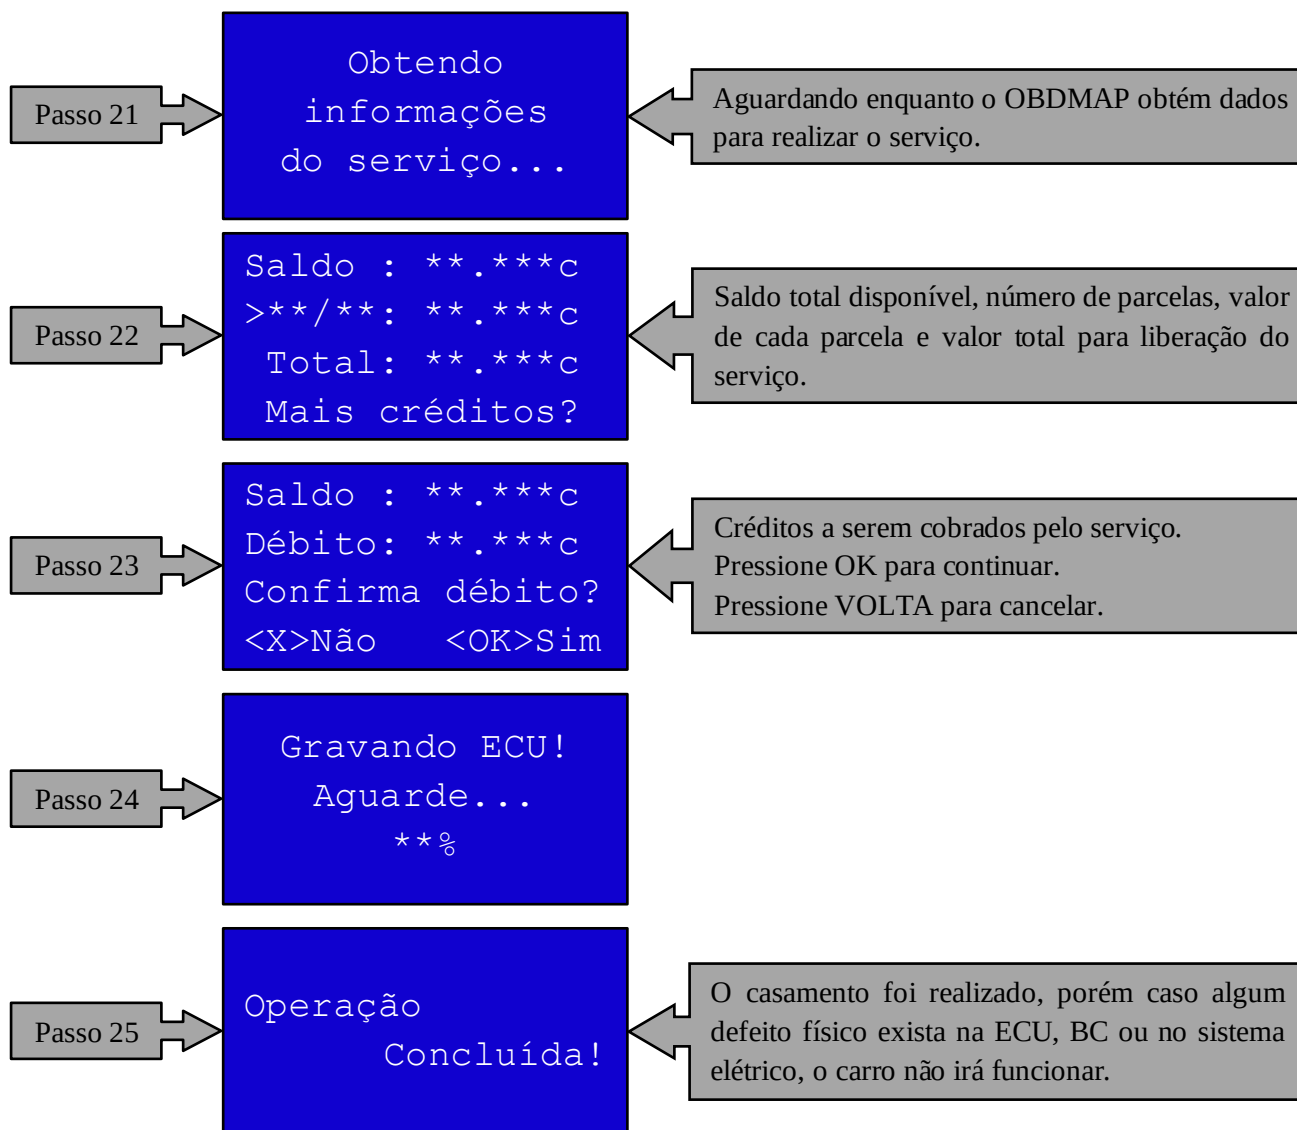 Passo 21
Obtendo
informações
do serviço...
Aguardando enquanto o OBDMAP obtém dados
para realizar o serviço.
Passo 22
Saldo : **.***c
>**/**: **.***c
Total: **.***c
Mais créditos?
Saldo total disponível, número de parcelas, valor
de cada parcela e valor total para liberação do
serviço.
Passo 23
Saldo : **.***c
Débito: **.***c
Confirma débito?
<X>Não <OK>Sim
Créditos a serem cobrados pelo serviço.
Pressione OK para continuar.
Pressione VOLTA para cancelar.
Passo 24
Gravando ECU!
Aguarde...
**%
Passo 25
Operação
Concluída!
O casamento foi realizado, porém caso algum
defeito físico exista na ECU, BC ou no sistema
elétrico, o carro não irá funcionar.